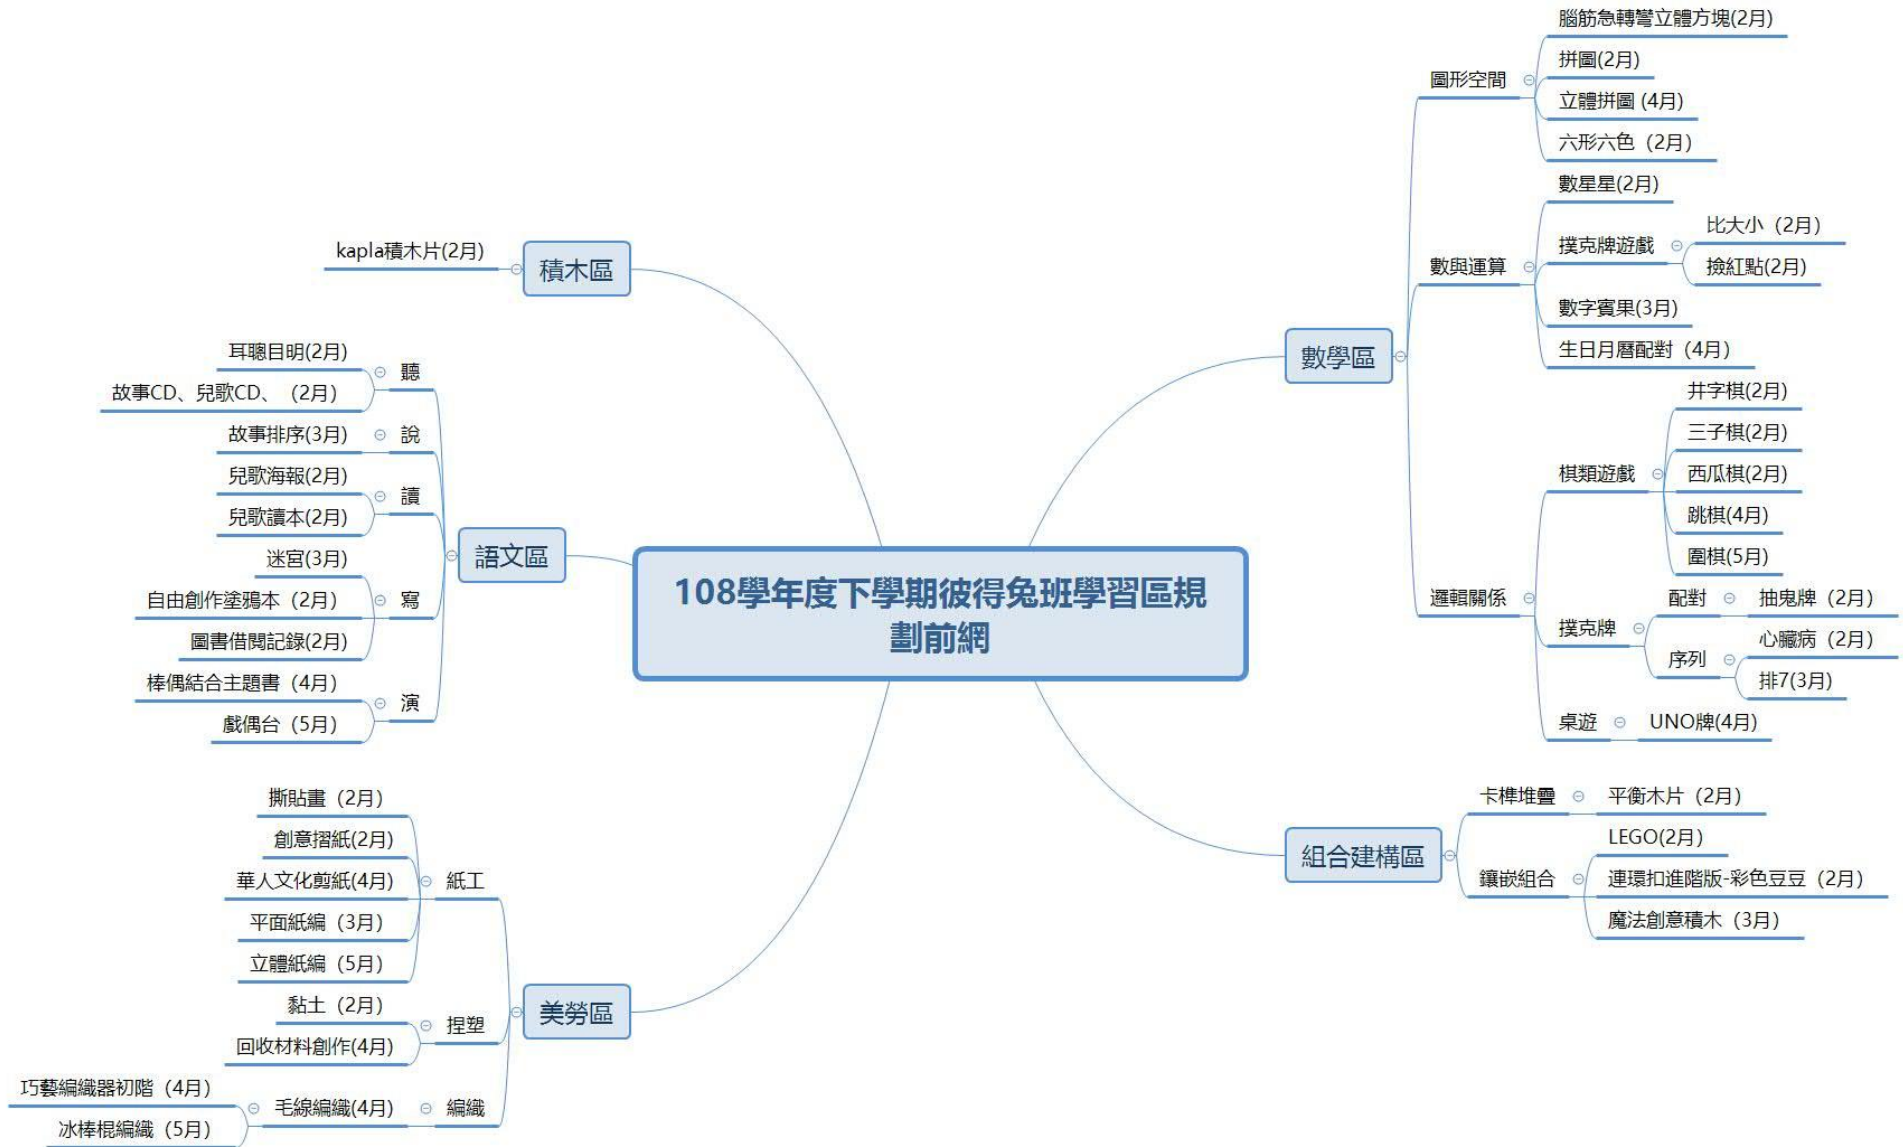 108學年度下學期彼得兔班學習區規
劃前網
積木區
kapla積木片(2月)
語文區
聽
耳聰目明(2月)
故事CD、兒歌CD、（2月）
說
故事排序(3月)
讀
兒歌海報(2月)
兒歌讀本(2月)
寫
迷宮(3月)
自由創作塗鴉本（2月）
圖書借閱記錄(2月)
演
棒偶結合主題書（4月）
戲偶台（5月）
美勞區
紙工
撕貼畫（2月）
創意摺紙(2月)
華人文化剪紙(4月)
平面紙編（3月）
立體紙編（5月）
捏塑
黏土（2月）
回收材料創作(4月)
編織
毛線編織(4月)
巧藝編織器初階（4月）
冰棒棍編織（5月）
數學區
圖形空間
腦筋急轉彎立體方塊(2月)
拼圖(2月)
立體拼圖 (4月)
六形六色（2月）
數與運算
數星星(2月)
撲克牌遊戲
比大小（2月）
撿紅點(2月)
數字賓果(3月)
生日月曆配對（4月）
邏輯關係
棋類遊戲
井字棋(2月)
三子棋(2月)
西瓜棋(2月)
跳棋(4月)
圍棋(5月)
撲克牌
配對
抽鬼牌（2月）
序列
心臟病（2月）
排7(3月)
桌遊
UNO牌(4月)
組合建構區
卡榫堆疊
平衡木片（2月）
鑲嵌組合
LEGO(2月)
連環扣進階版-彩色豆豆（2月）
魔法創意積木（3月）